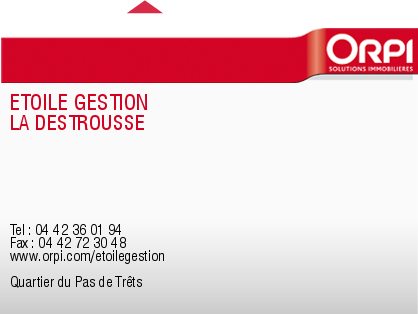 ORPI
SOLUTIONS IMMOBILIÈRES
ETOILE GESTION
LA DESTROUSSE
Tel : 04 42 36 01 94
Fax : 04 42 72 30 48
www.orpi.com/etoilegestion
Quartier du Pas de Trêts